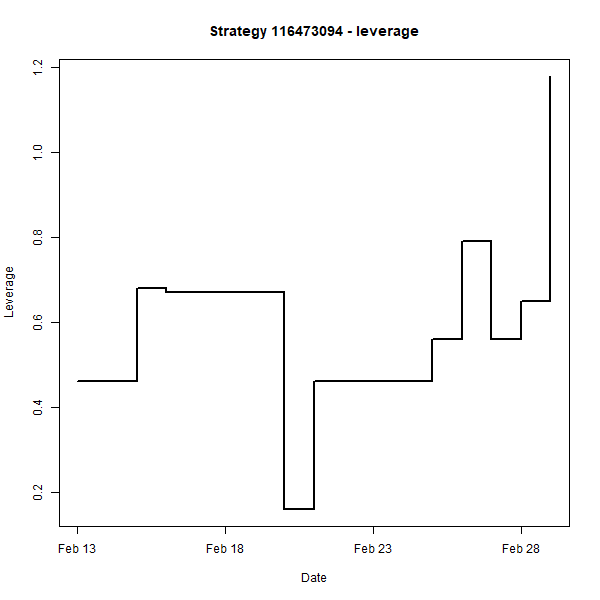 Strategy 116473094 - leverage
Leverage
1.2
1.0
0.8
0.6
0.4
0.2
Feb 13
Feb 18
Feb 23
Feb 28
Date